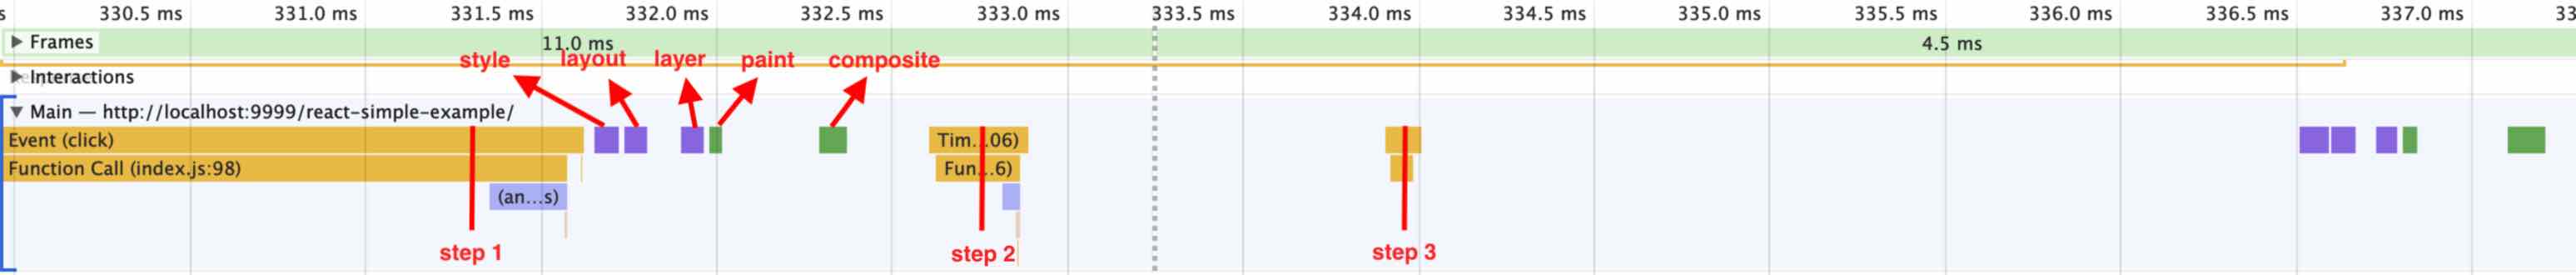 s 330.5 ms 331.0 ms 331.5 ms 332.0 ms 332.5 ms 333.0 ms 333.5 ms 334.0 ms 334.5 ms 335.0 ms 335.5 ms 336.0 ms 336.5 ms 337.0 ms 33
Frames 11.0 ms 4.5 ms
style layout layer paint composite
Interactions
Main — http://localhost:9999/react-simple-example/
Event (click) Tim...06)
Function Call (index.js:98) Fun...6)
(an...s)
step 1 step 2 step 3